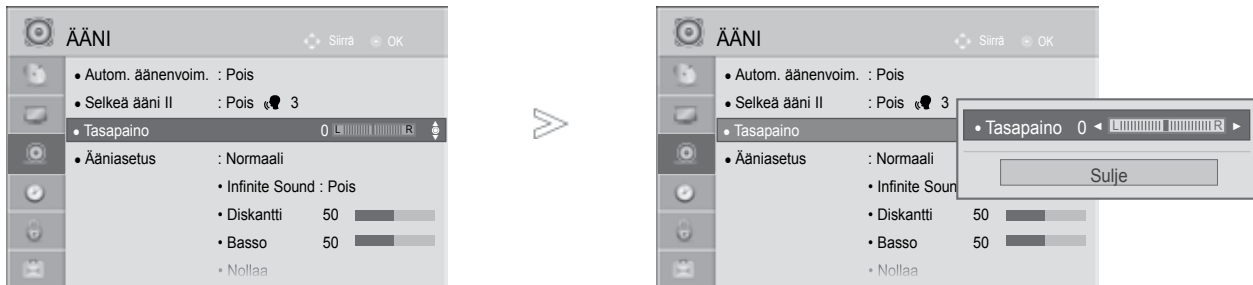 ÄÄNI Siirrä OK
• Autom. äänenvoim. : Pois
• Selkeä ääni II : Pois 3
• Tasapaino 0 L R
• Ääniasetus : Normaali
• Infinite Sound : Pois
• Diskantti 50
• Basso 50
• Nollaa
ÄÄNI Siirrä OK
• Autom. äänenvoim. : Pois
• Selkeä ääni II : Pois 3
• Tasapaino
• Ääniasetus : Normaali
• Infinite Soun
• Diskantti 50
• Basso 50
• Nollaa
• Tasapaino 0 ◄ L R ►
Sulje